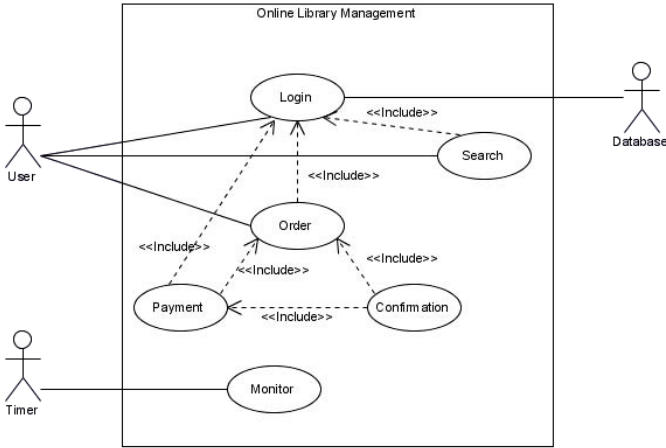 Online Library Management
Login
<<Include>>
Database
Search
User
<<Include>>
Order
<<Include>>
<<Include>>
<<Include>>
Payment
Confirmation
<<Include>>
Monitor
Timer